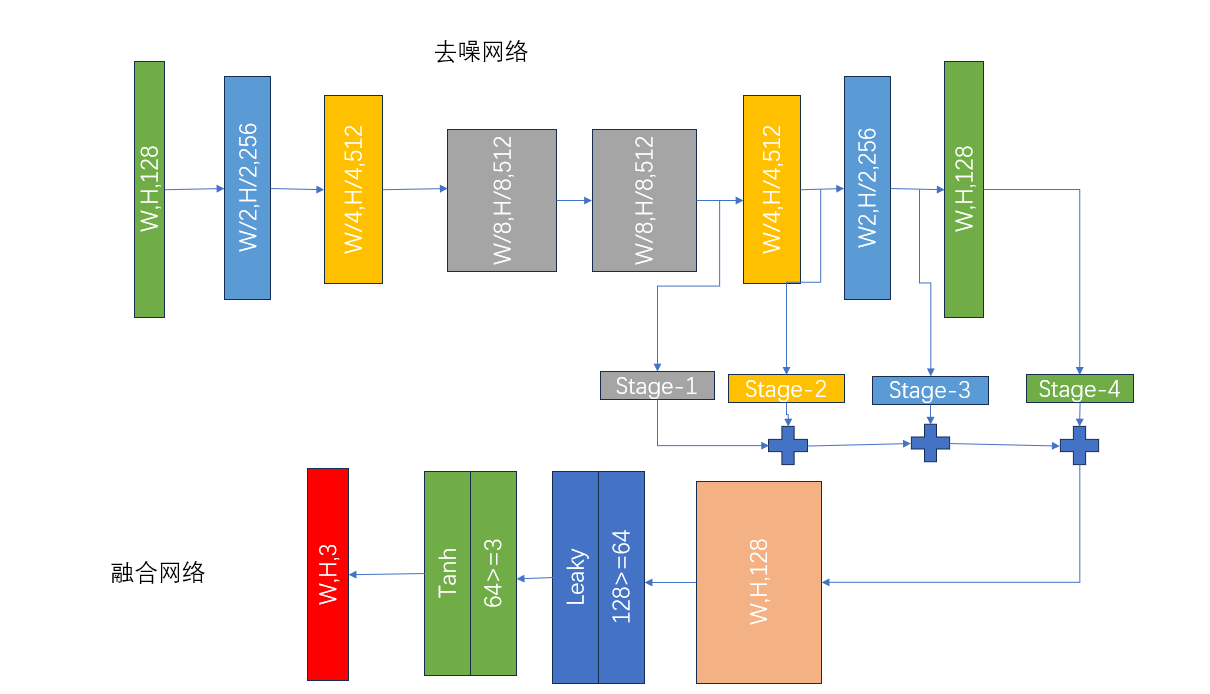 去噪网络
W,H,128
W/2,H/2,256
W/4,H/4,512
W/8,H/8,512
W/8,H/8,512
W/4,H/4,512
W2,H/2,256
W,H,128
Stage-1
Stage-2
Stage-3
Stage-4
融合网络
W,H,3
Tanh
64>=3
Leaky
128>=64
W,H,128